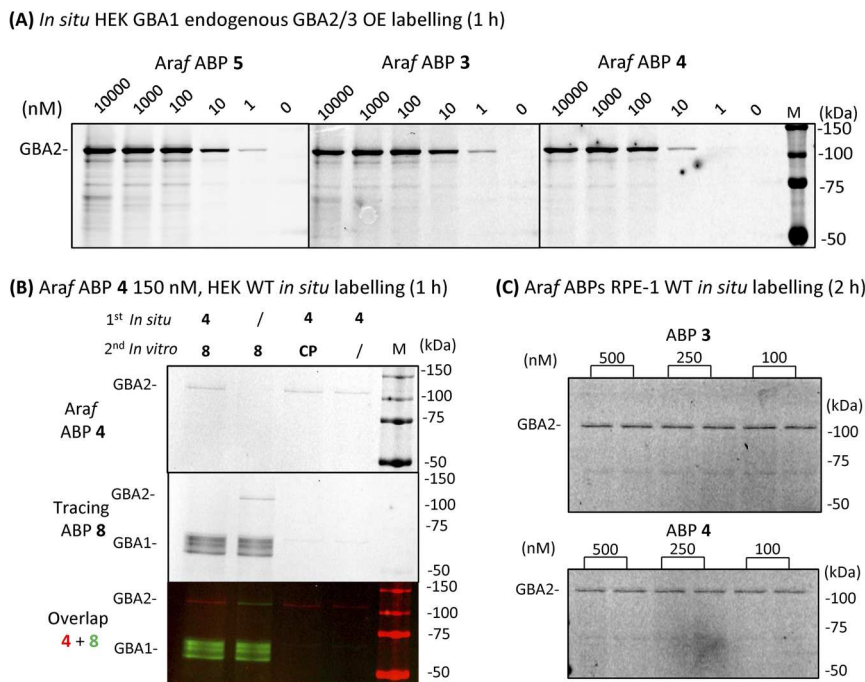 (A) In situ HEK GBA1 endogenous GBA2/3 OE labelling (1 h)
Araf ABP 5 Araf ABP 3 Araf ABP 4
(nM) 10000 1000 100 10 1 0 10000 1000 100 10 1 0 10000 1000 100 10 1 0 M (kDa)
-150
GBA2- -100
-75
-50
(B) Araf ABP 4 150 nM, HEK WT in situ labelling (1 h)
1st In situ 4 / 4 4
2nd In vitro 8 8 CP / M (kDa)
-150
GBA2-
-100
Araf -75
ABP 4
-50
-150
GBA2-
-100
Tracing -75
ABP 8
GBA1-
-50
-150
GBA2-
-100
Overlap -75
4 + 8 GBA1-
-50
(C) Araf ABPs RPE-1 WT in situ labelling (2 h)
ABP 3
(nM) 500 250 100
(kDa)
GBA2- -100
-75
-50
ABP 4
(nM) 500 250 100
(kDa)
GBA2- -100
-75
-50